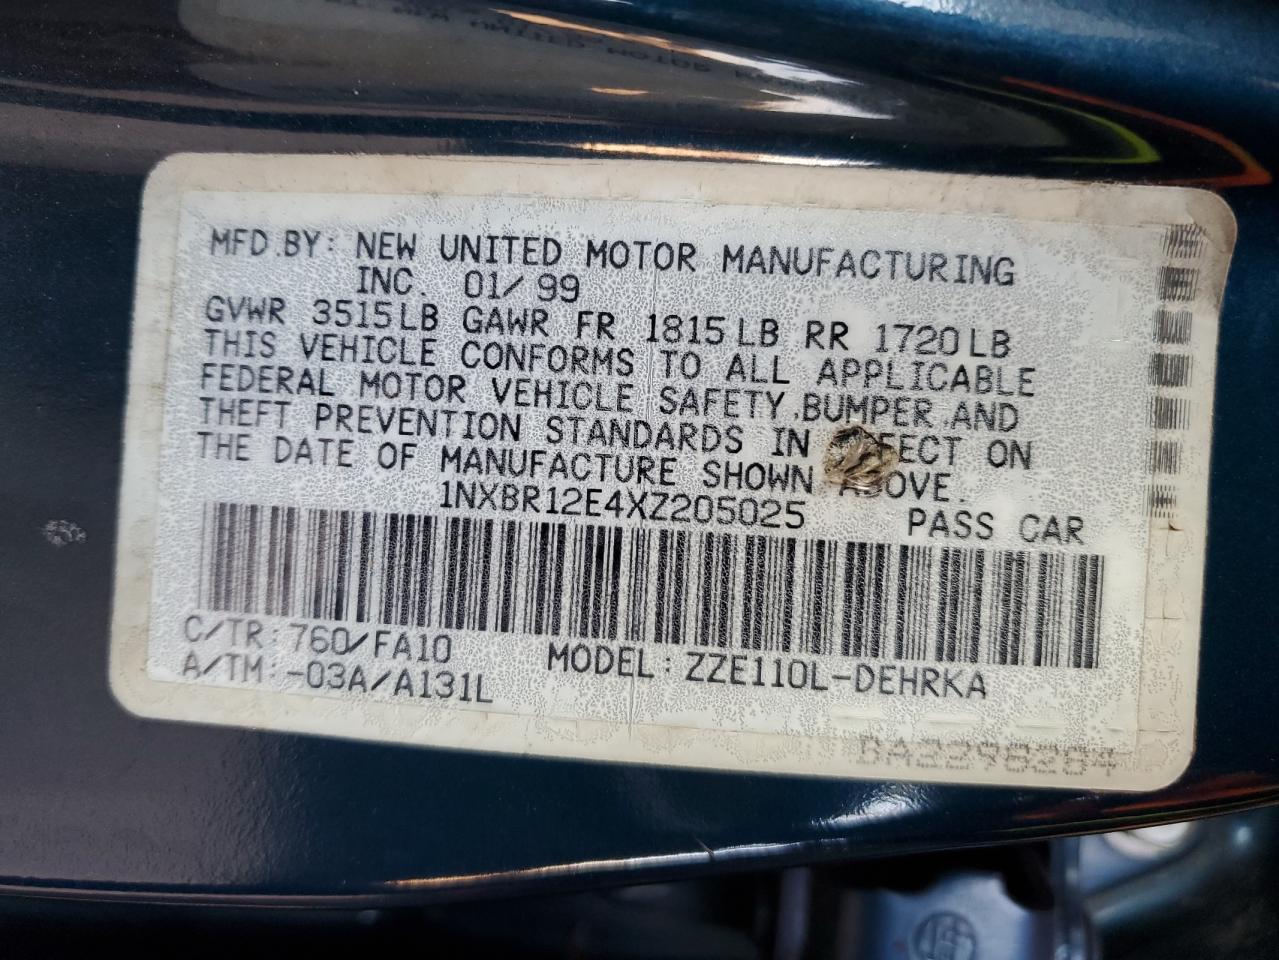 MFD.BY: NEW UNITED MOTOR MANUFACTURING
INC. 01/99
GVWR 3515LB GAWR FR 1815LB RR 1720LB
THIS VEHICLE CONFORMS TO ALL APPLICABLE
FEDERAL MOTOR VEHICLE SAFETY,BUMPER,AND
THEFT PREVENTION STANDARDS IN ON
THE DATE OF MANUFACTURE SHOWN ABOVE.
1NXBR12E4XZ205025 PASS CAR
C/TR: 760/FA10 MODEL: ZZE110L-DEHRKA
A/TM: -03A/A131L